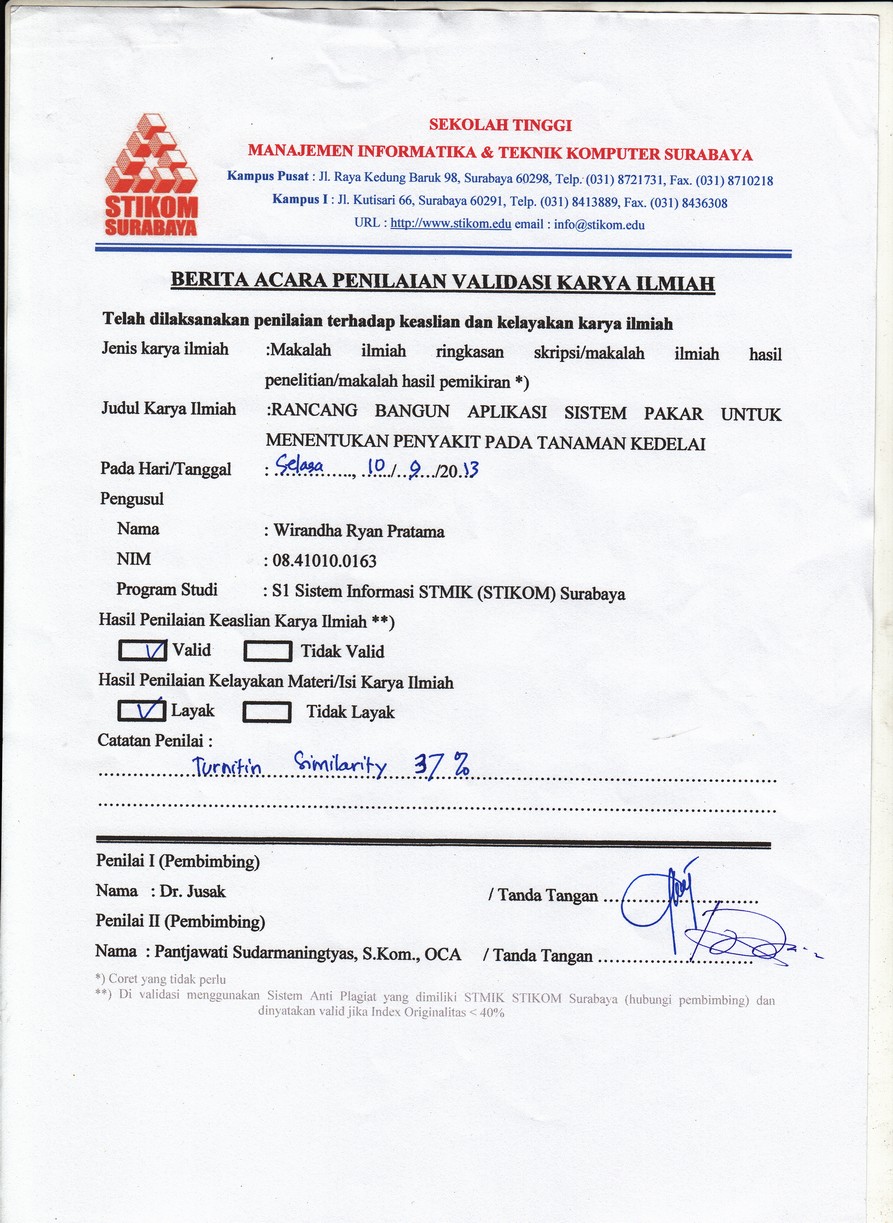 STIKOM
SURABAYA
SEKOLAH TINGGI
MANAJEMEN INFORMATIKA & TEKNIK KOMPUTER SURABAYA
Kampus Pusat : Jl. Raya Kedung Baruk 98, Surabaya 60298, Telp. (031) 8721731, Fax. (031) 8710218
Kampus I : Jl. Kutisari 66, Surabaya 60291, Telp. (031) 8413889, Fax. (031) 8436308
URL : http://www.stikom.edu email : info@stikom.edu
BERITA ACARA PENILAIAN VALIDASI KARYA ILMIAH
Telah dilaksanakan penilaian terhadap keaslian dan kelayakan karya ilmiah
Jenis karya ilmiah :Makalah ilmiah ringkasan skripsi/makalah ilmiah hasil
penelitian/makalah hasil pemikiran *)
Judul Karya Ilmiah :RANCANG BANGUN APLIKASI SISTEM PAKAR UNTUK
MENENTUKAN PENYAKIT PADA TANAMAN KEDELAI
Pada Hari/Tanggal : Selasa, 10/9/2013
Pengusul
Nama : Wirandha Ryan Pratama
NIM : 08.41010.0163
Program Studi : S1 Sistem Informasi STMIK (STIKOM) Surabaya
Hasil Penilaian Keaslian Karya Ilmiah **)
V Valid Tidak Valid
Hasil Penilaian Kelayakan Materi/Isi Karya Ilmiah
V Layak Tidak Layak
Catatan Penilai :
Turnitin Similarity 37 %
Penilai I (Pembimbing)
Nama : Dr. Jusak / Tanda Tangan
Penilai II (Pembimbing)
Nama : Pantjawati Sudarmaningtyas, S.Kom., OCA / Tanda Tangan
*) Coret yang tidak perlu
**) Di validasi menggunakan Sistem Anti Plagiat yang dimiliki STMIK STIKOM Surabaya (hubungi pembimbing) dan
dinyatakan valid jika Index Originalitas < 40%